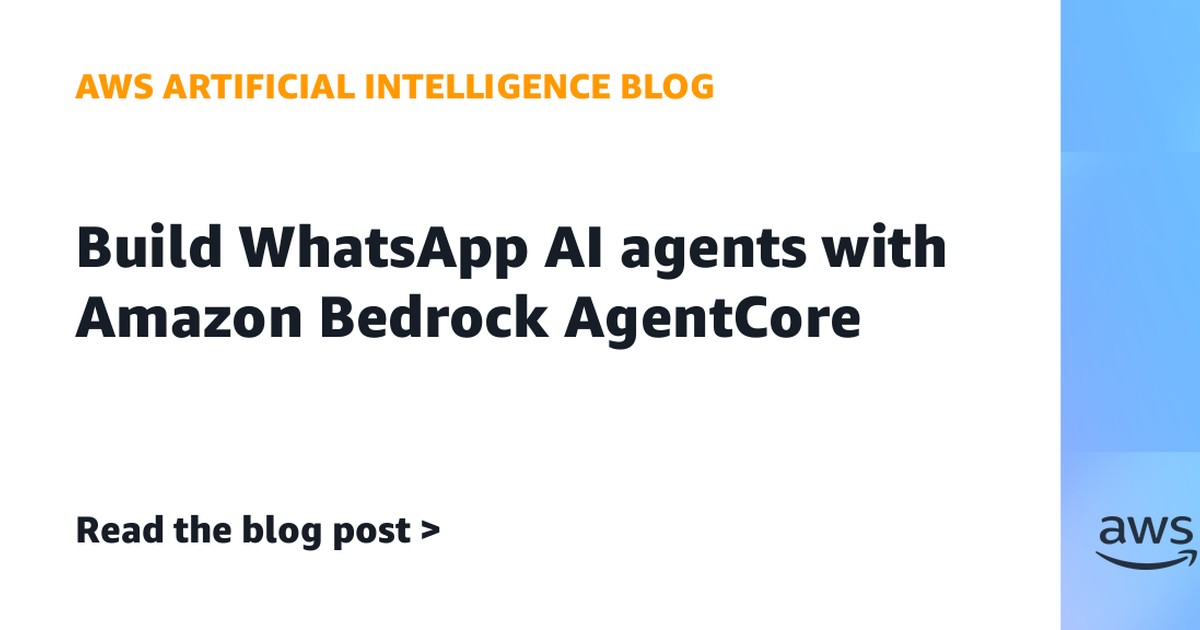 AWS ARTIFICIAL INTELLIGENCE BLOG
Build WhatsApp AI agents with
Amazon Bedrock AgentCore
Read the blog post >
aws